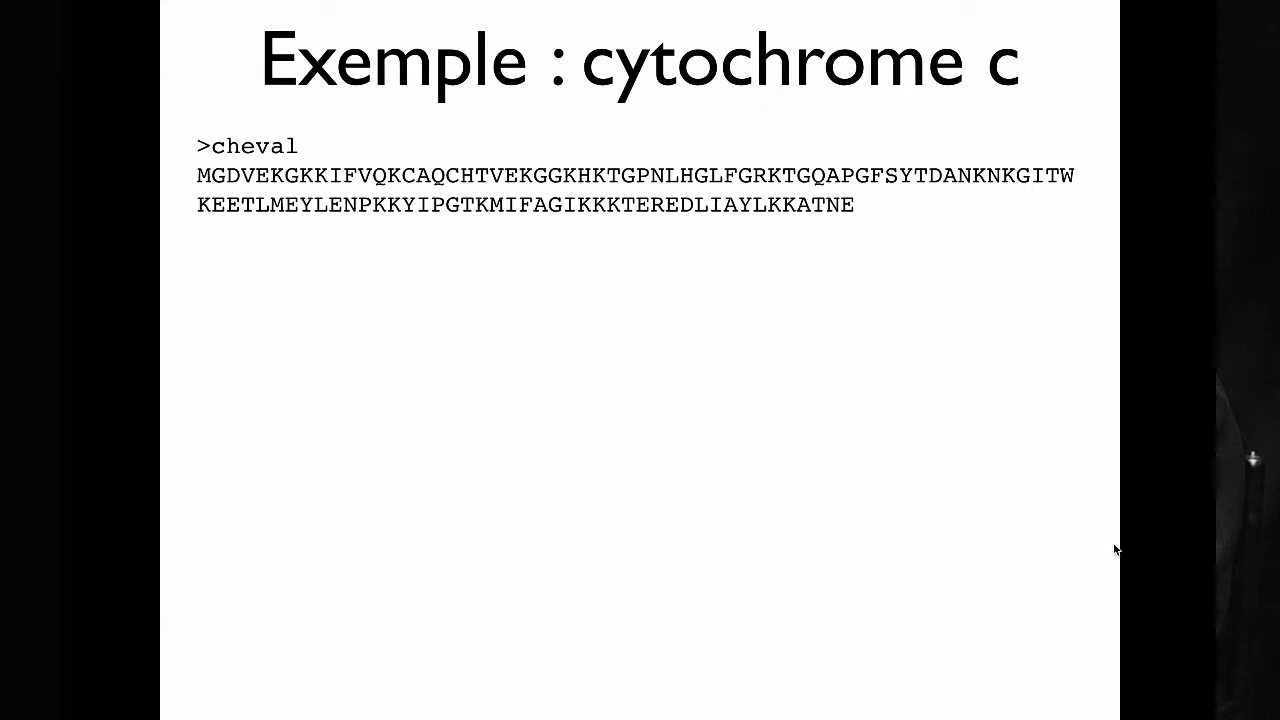 Exemple : cytochrome c
>cheval
MGDVEKGKKIFVQKCAQCHTVEKGGKHKTGPNLHGLFGRKTGQAPGFSYTDANKNKGITW
KEETLMEYLENPKKYIPGTKMIFAGIKKKTEREDLIAYLKKATNE